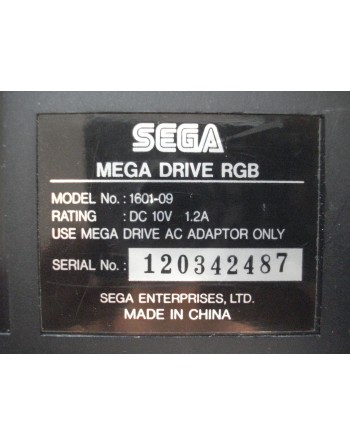 SEGA
MEGA DRIVE RGB
MODEL No.: 1601-09
RATING : DC 10V 1.2A
USE MEGA DRIVE AC ADAPTOR ONLY
SERIAL No.: 120342487
SEGA ENTERPRISES, LTD.
MADE IN CHINA